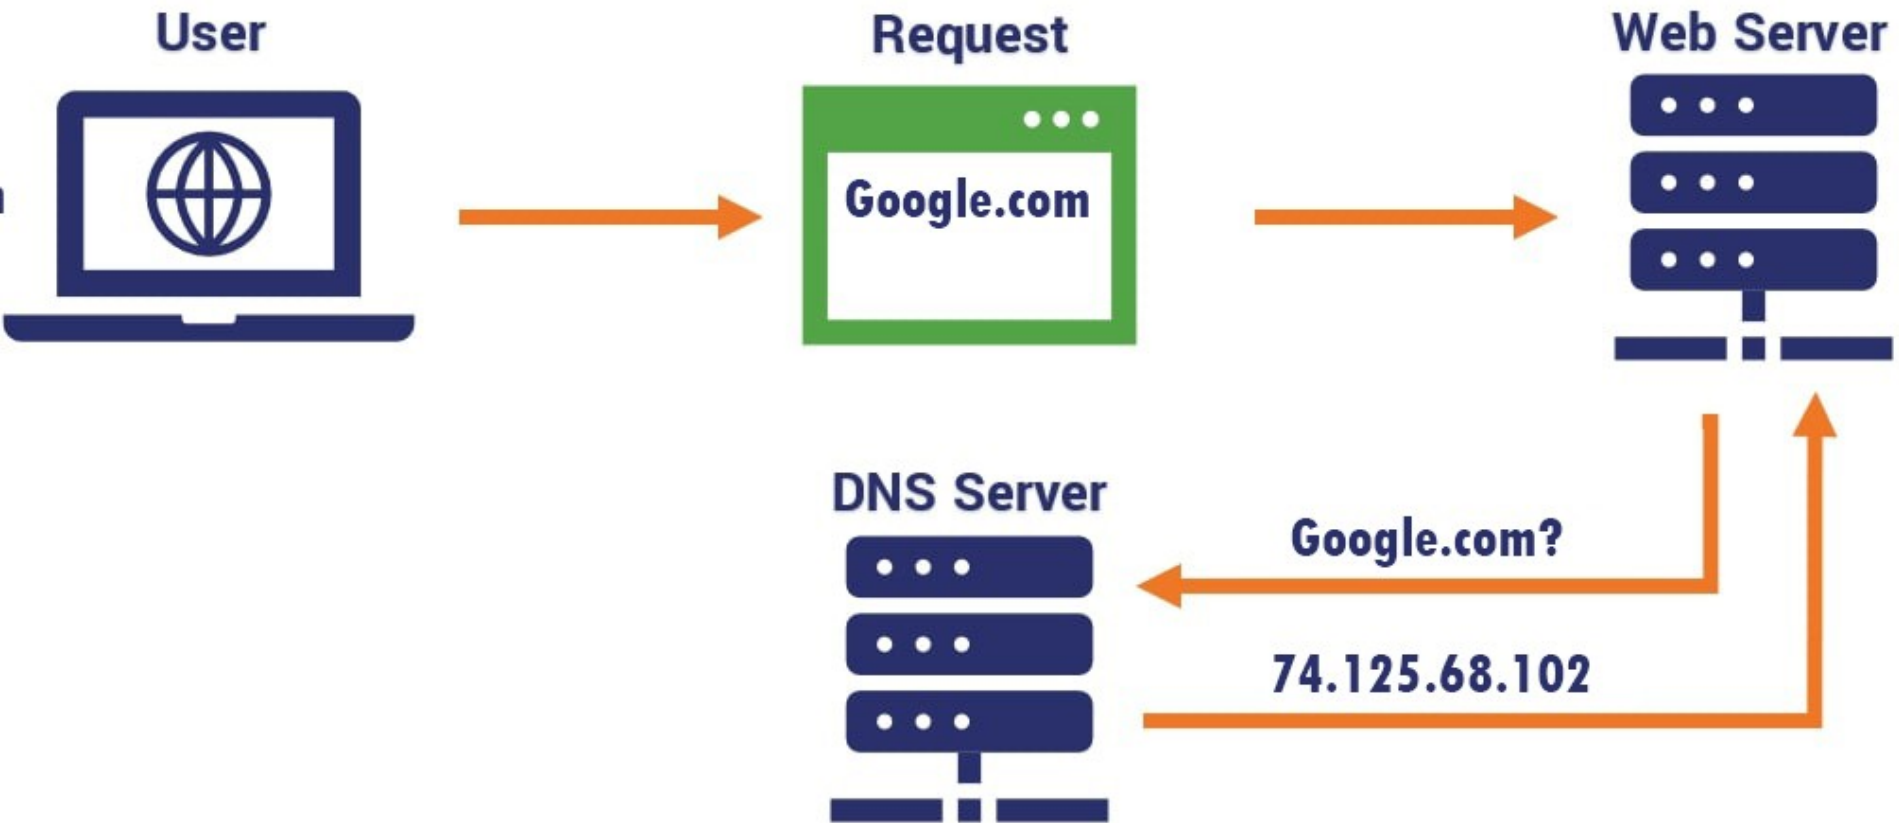 User
Request
Web Server
Google.com
DNS Server
Google.com?
74.125.68.102